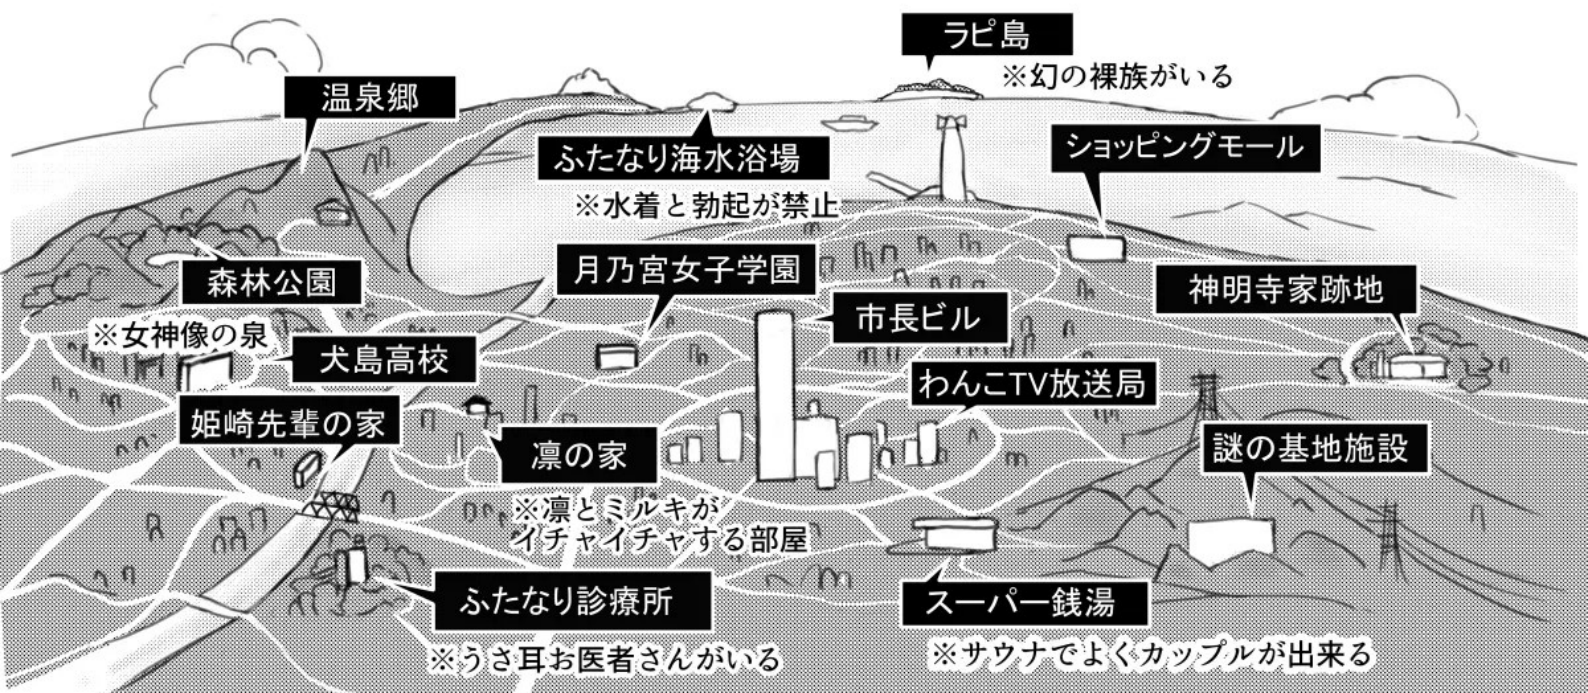 ラピ島
※幻の裸族がいる
温泉郷
ふたなり海水浴場
※水着と勃起が禁止
ショッピングモール
森林公園
※女神像の泉
月乃宮女子学園
神明寺家跡地
市長ビル
犬島高校
わんこTV放送局
姫崎先輩の家
凛の家
※凛とミルキが
イチャイチャする部屋
謎の基地施設
ふたなり診療所
※うさ耳お医者さんがいる
スーパー銭湯
※サウナでよくカップルが出来る